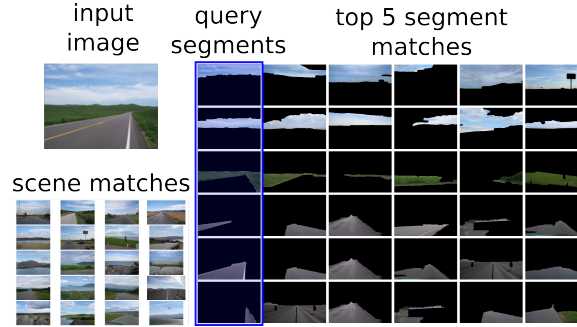 input
image
query
segments
top 5 segment
matches
scene matches